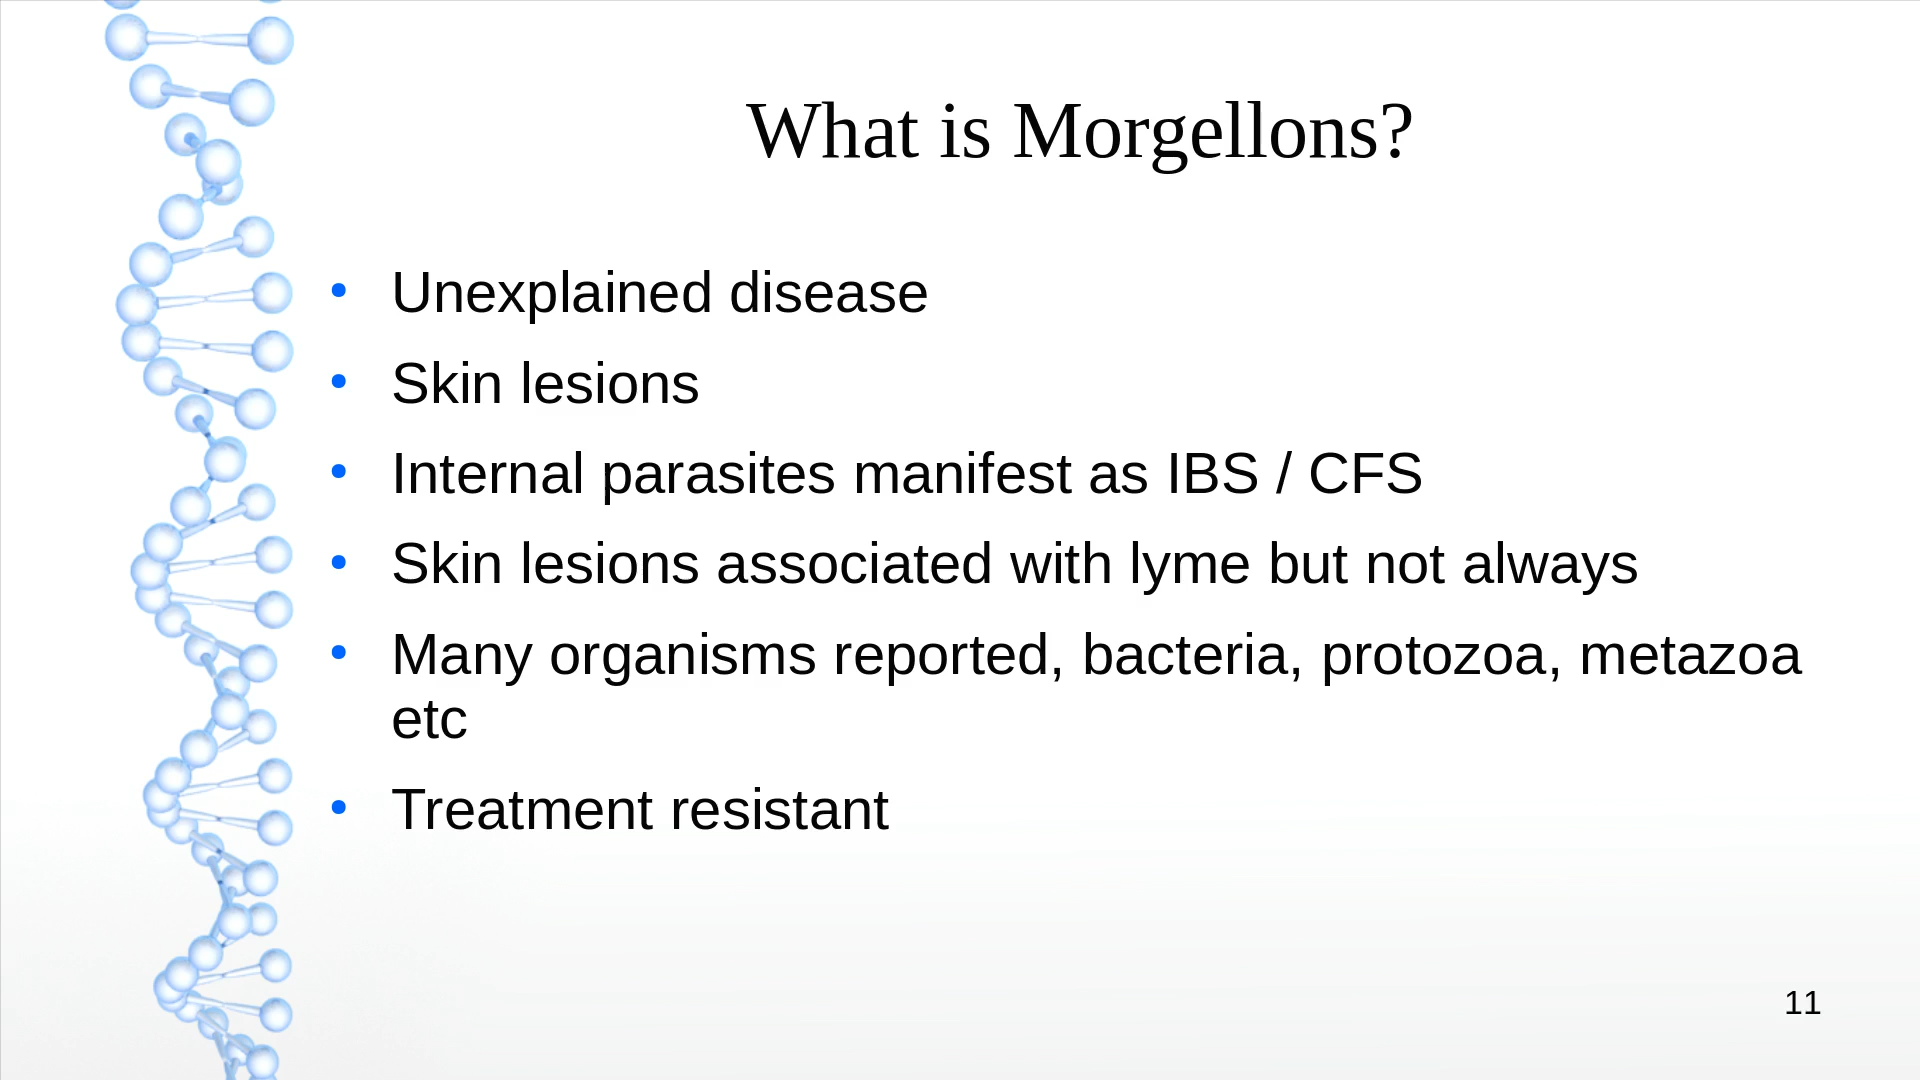 What is Morgellons?
• Unexplained disease
• Skin lesions
• Internal parasites manifest as IBS / CFS
• Skin lesions associated with lyme but not always
• Many organisms reported, bacteria, protozoa, metazoa
etc
• Treatment resistant
11